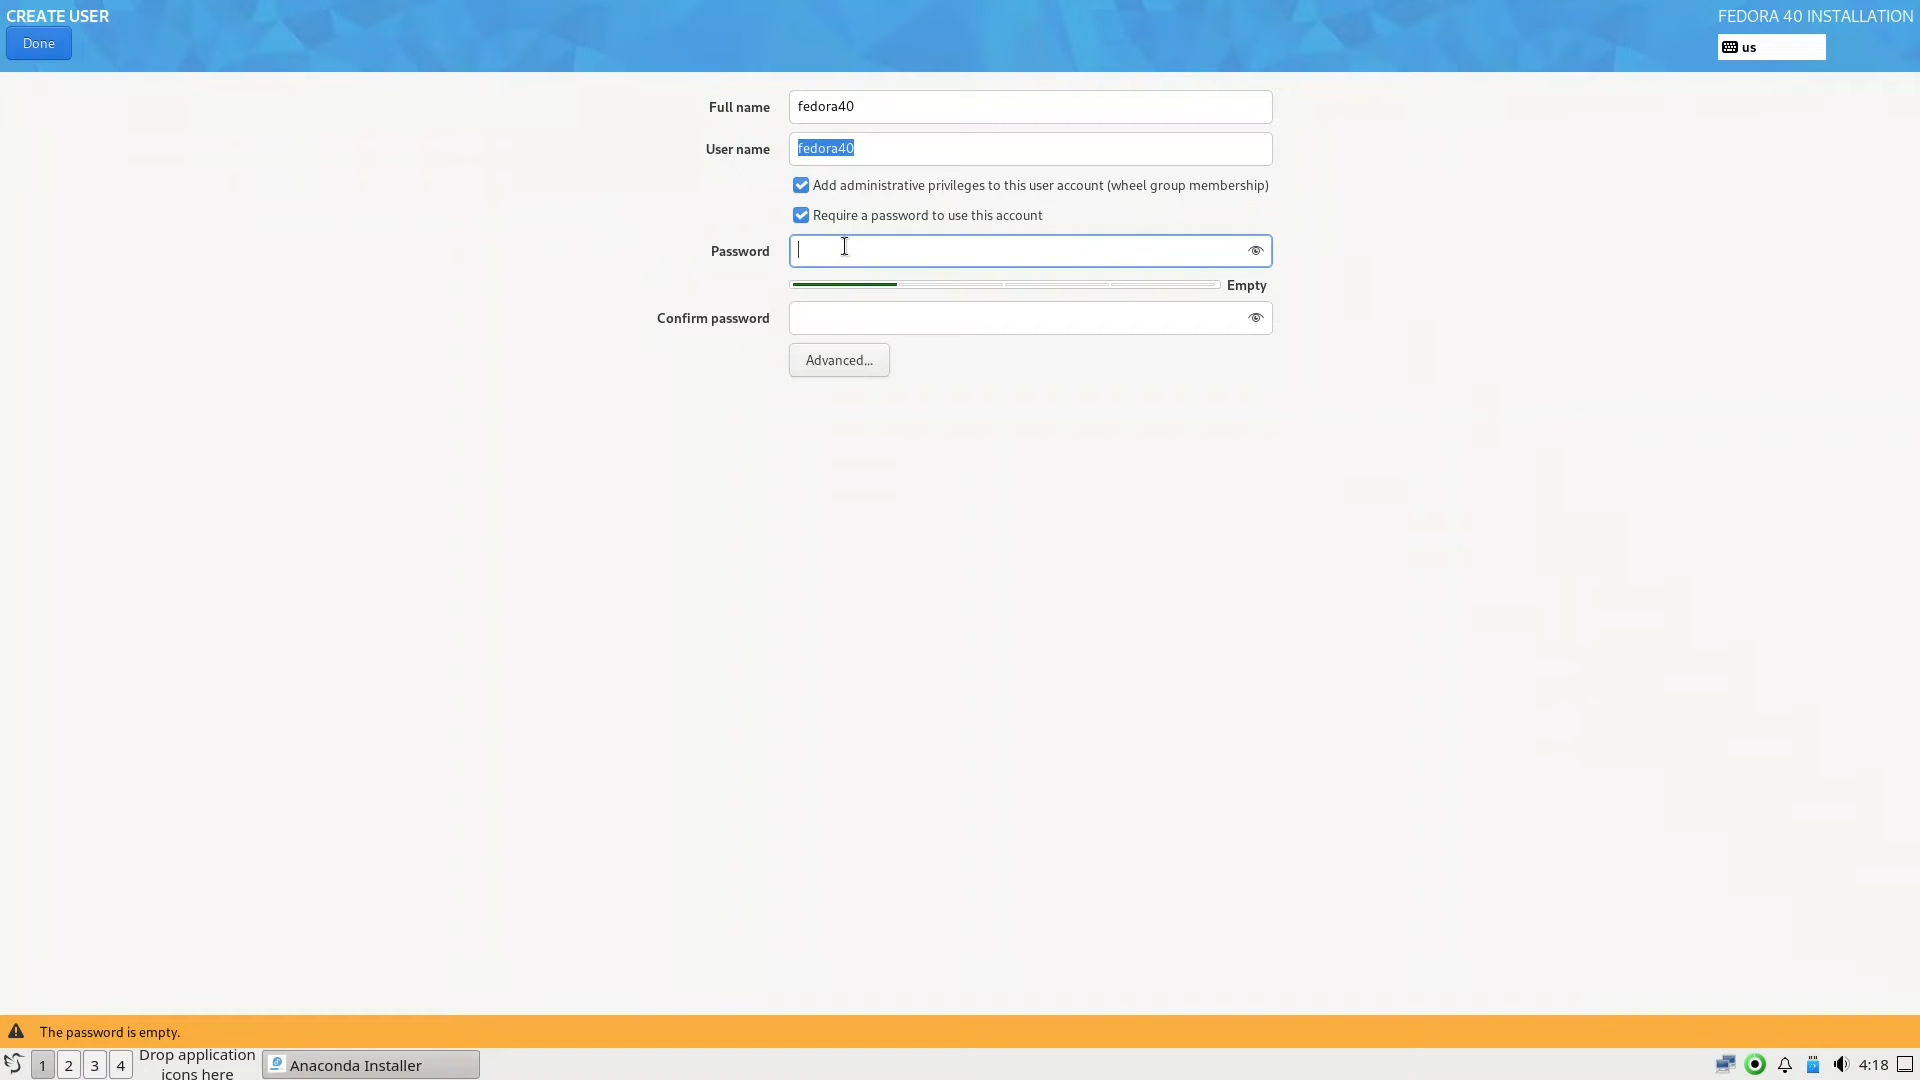 CREATE USER
FEDORA 40 INSTALLATION
Done
us
Full name
fedora40
User name
fedora40
Add administrative privileges to this user account (wheel group membership)
Require a password to use this account
Password
Empty
Confirm password
Advanced...
The password is empty.
1
2
3
4
Drop application
icons here
Anaconda Installer
4:18